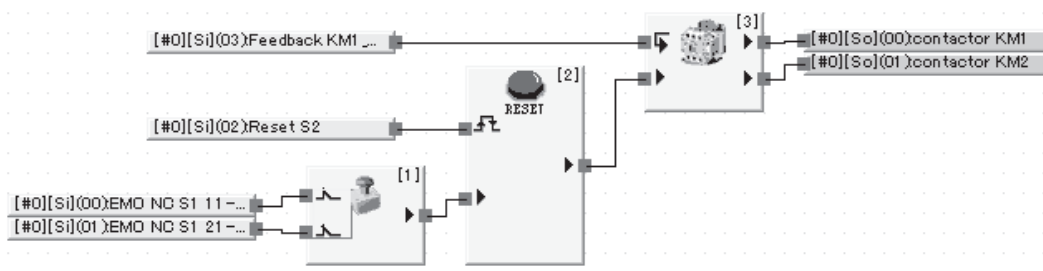 [3]
[#0][Si](03):Feedback KM1_...
[#0][So](00):contactor KM1
[#0][So](01):contactor KM2
[2]
RESET
[#0][Si](02):Reset S2
[1]
[#0][Si](00):EMO NC S1 11-...
[#0][Si](01):EMO NC S1 21-...